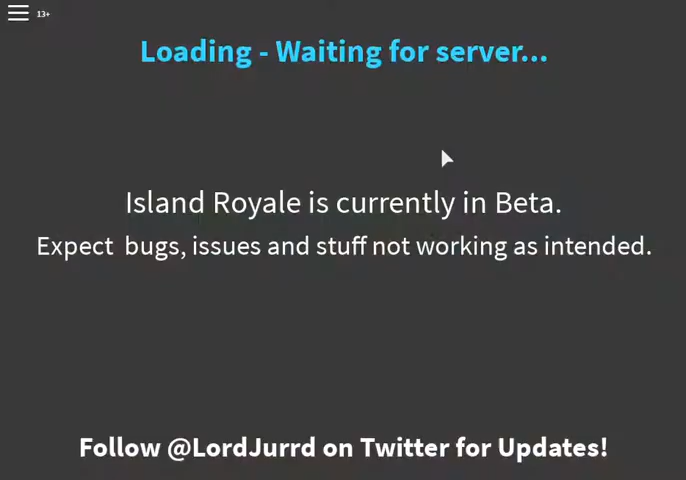 13+
Loading - Waiting for server...
Island Royale is currently in Beta.
Expect  bugs, issues and stuff not working as intended.
Follow @LordJurrd on Twitter for Updates!